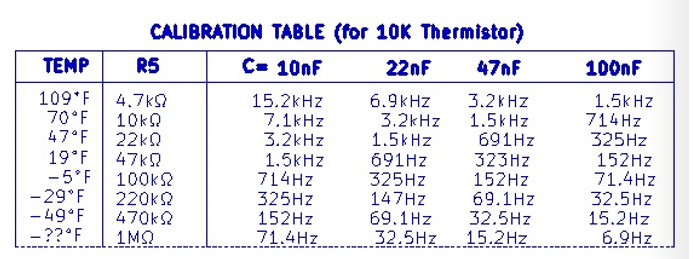 CALIBRATION TABLE (for 10K Thermistor)
TEMP R5 C= 10nF 22nF 47nF 100nF
109°F 4.7kΩ 15.2kHz 6.9kHz 3.2kHz 1.5kHz
70°F 10kΩ 7.1kHz 3.2kHz 1.5kHz 714Hz
47°F 22kΩ 3.2kHz 1.5kHz 691Hz 325Hz
19°F 47kΩ 1.5kHz 691Hz 323Hz 152Hz
-5°F 100kΩ 714Hz 325Hz 152Hz 71.4Hz
-29°F 220kΩ 325Hz 147Hz 69.1Hz 32.5Hz
-49°F 470kΩ 152Hz 69.1Hz 32.5Hz 15.2Hz
-??°F 1MΩ 71.4Hz 32.5Hz 15.2Hz 6.9Hz